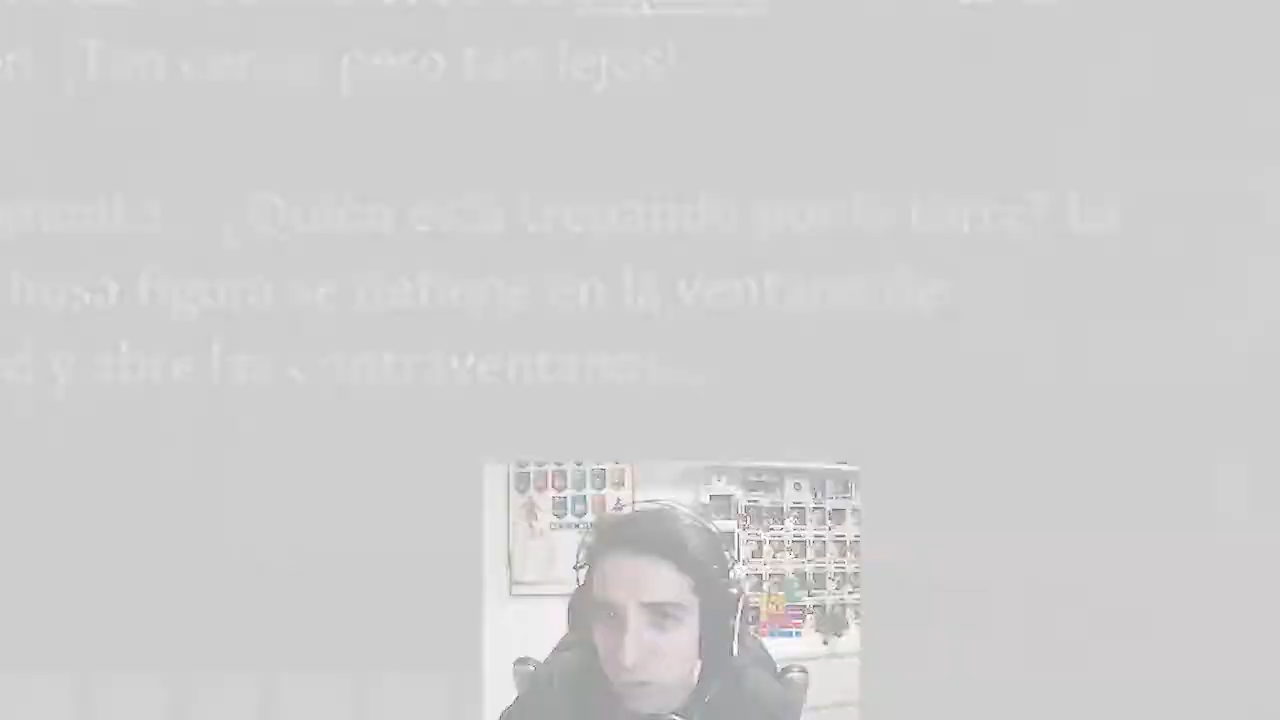 ¡Tan cerca, pero tan lejos!
¿Quién está trepando por la torre? La
figura se detiene en la ventana de
y abre las contraventanas...